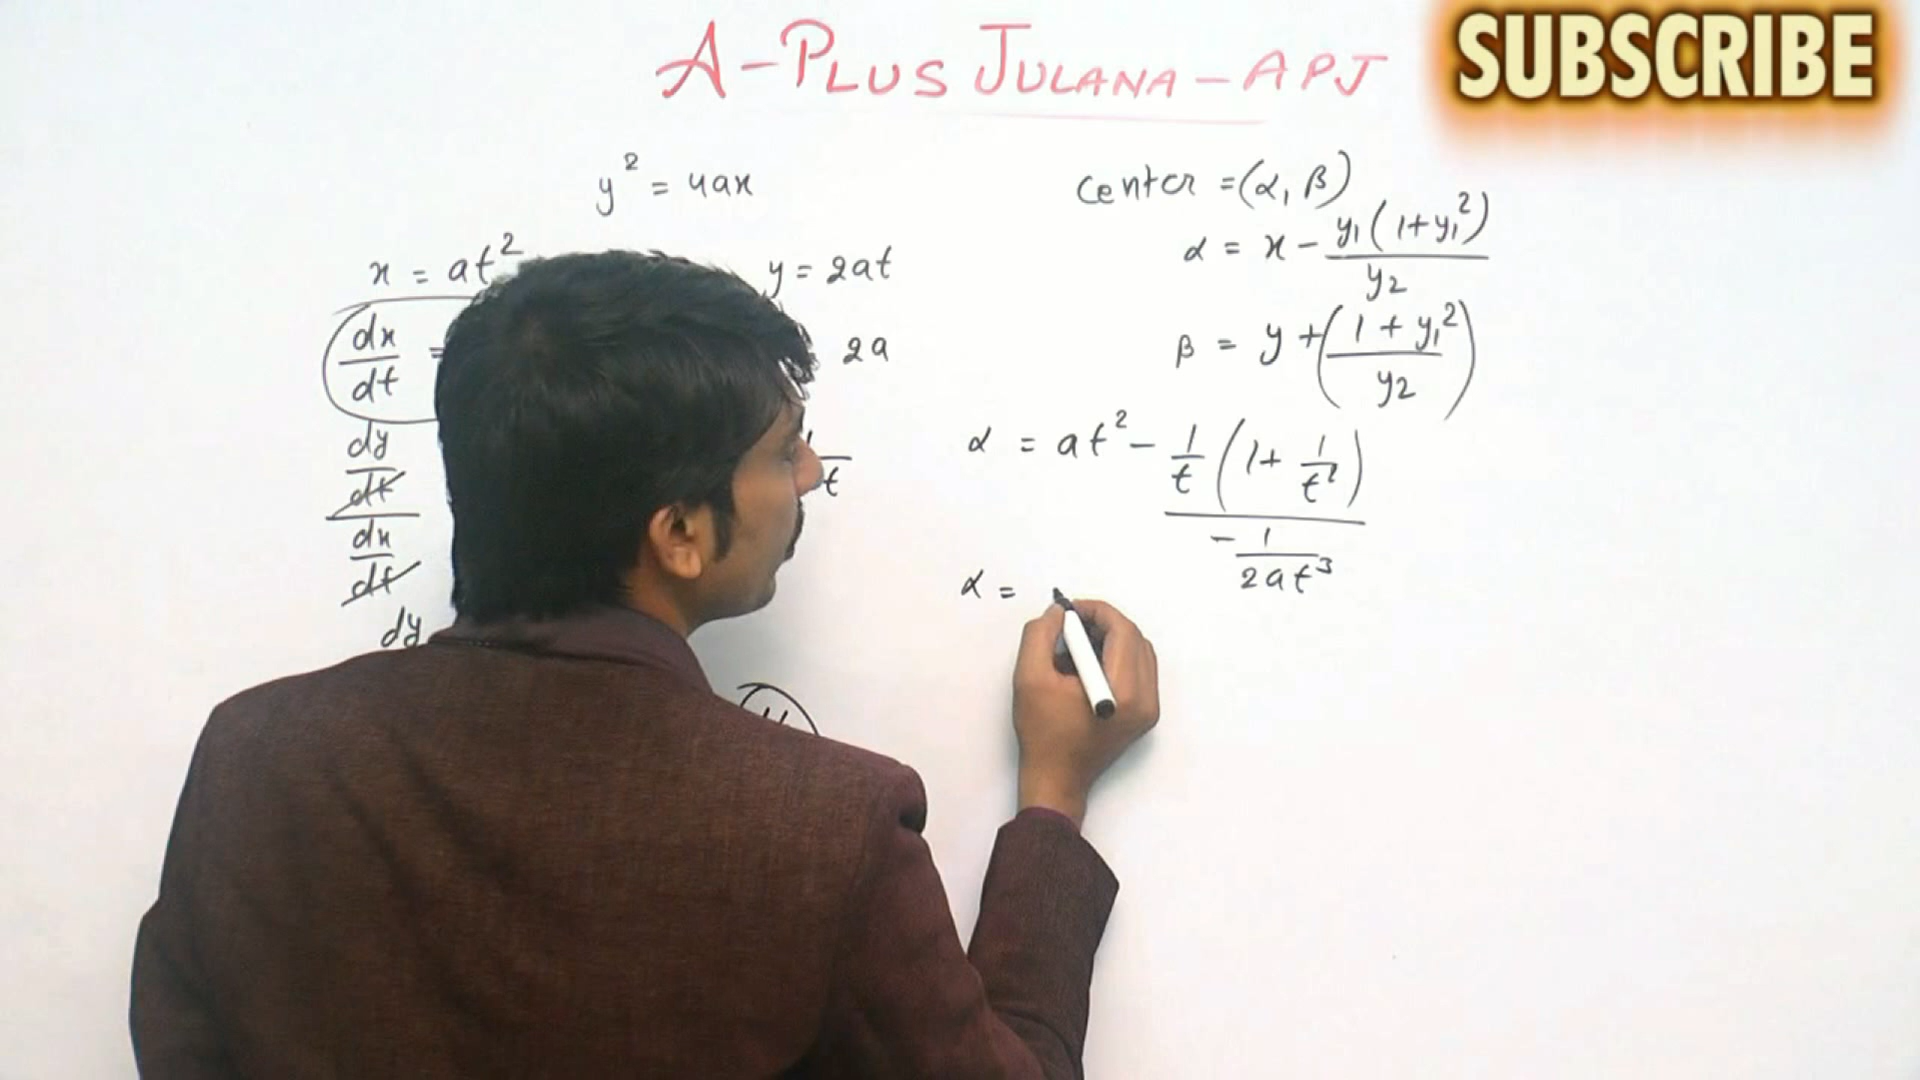 A-PLUS JULANA-APJ
SUBSCRIBE
y² = 4ax
x = at²
y = 2at
dx/dt =
2a
dy/dt
dx/dt
1/t
dy
center = (α, β)
α = x - y₁(1+y₁²)/y₂
β = y + (1+y₁²/y₂)
α = at² - 1/t (1 + 1/t²) / -1/2at³
α =